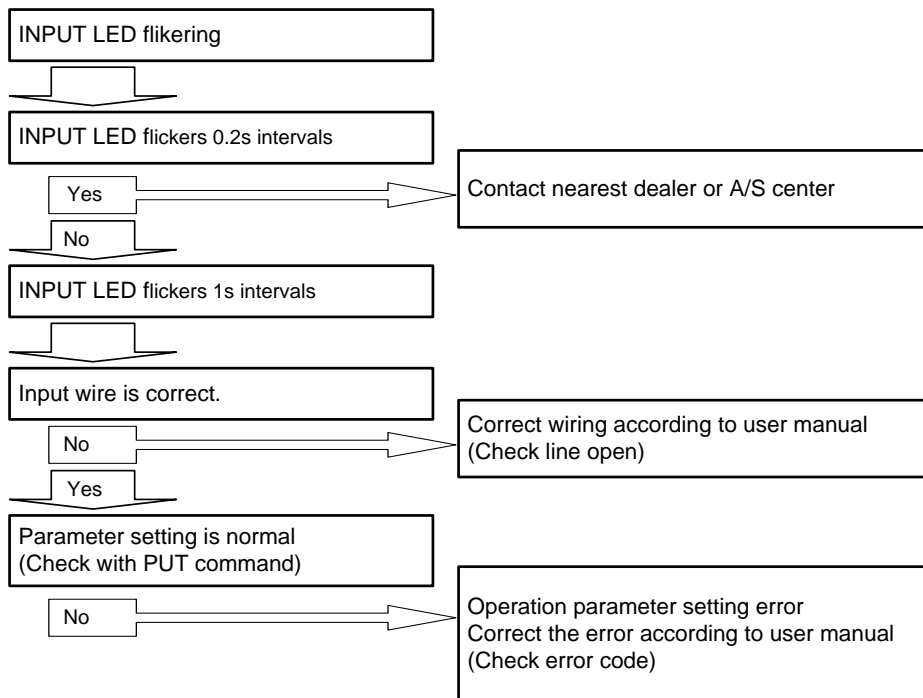 INPUT LED flikering
INPUT LED flickers 0.2s intervals
Yes
Contact nearest dealer or A/S center
No
INPUT LED flickers 1s intervals
Input wire is correct.
No
Correct wiring according to user manual
(Check line open)
Yes
Parameter setting is normal
(Check with PUT command)
No
Operation parameter setting error
Correct the error according to user manual
(Check error code)